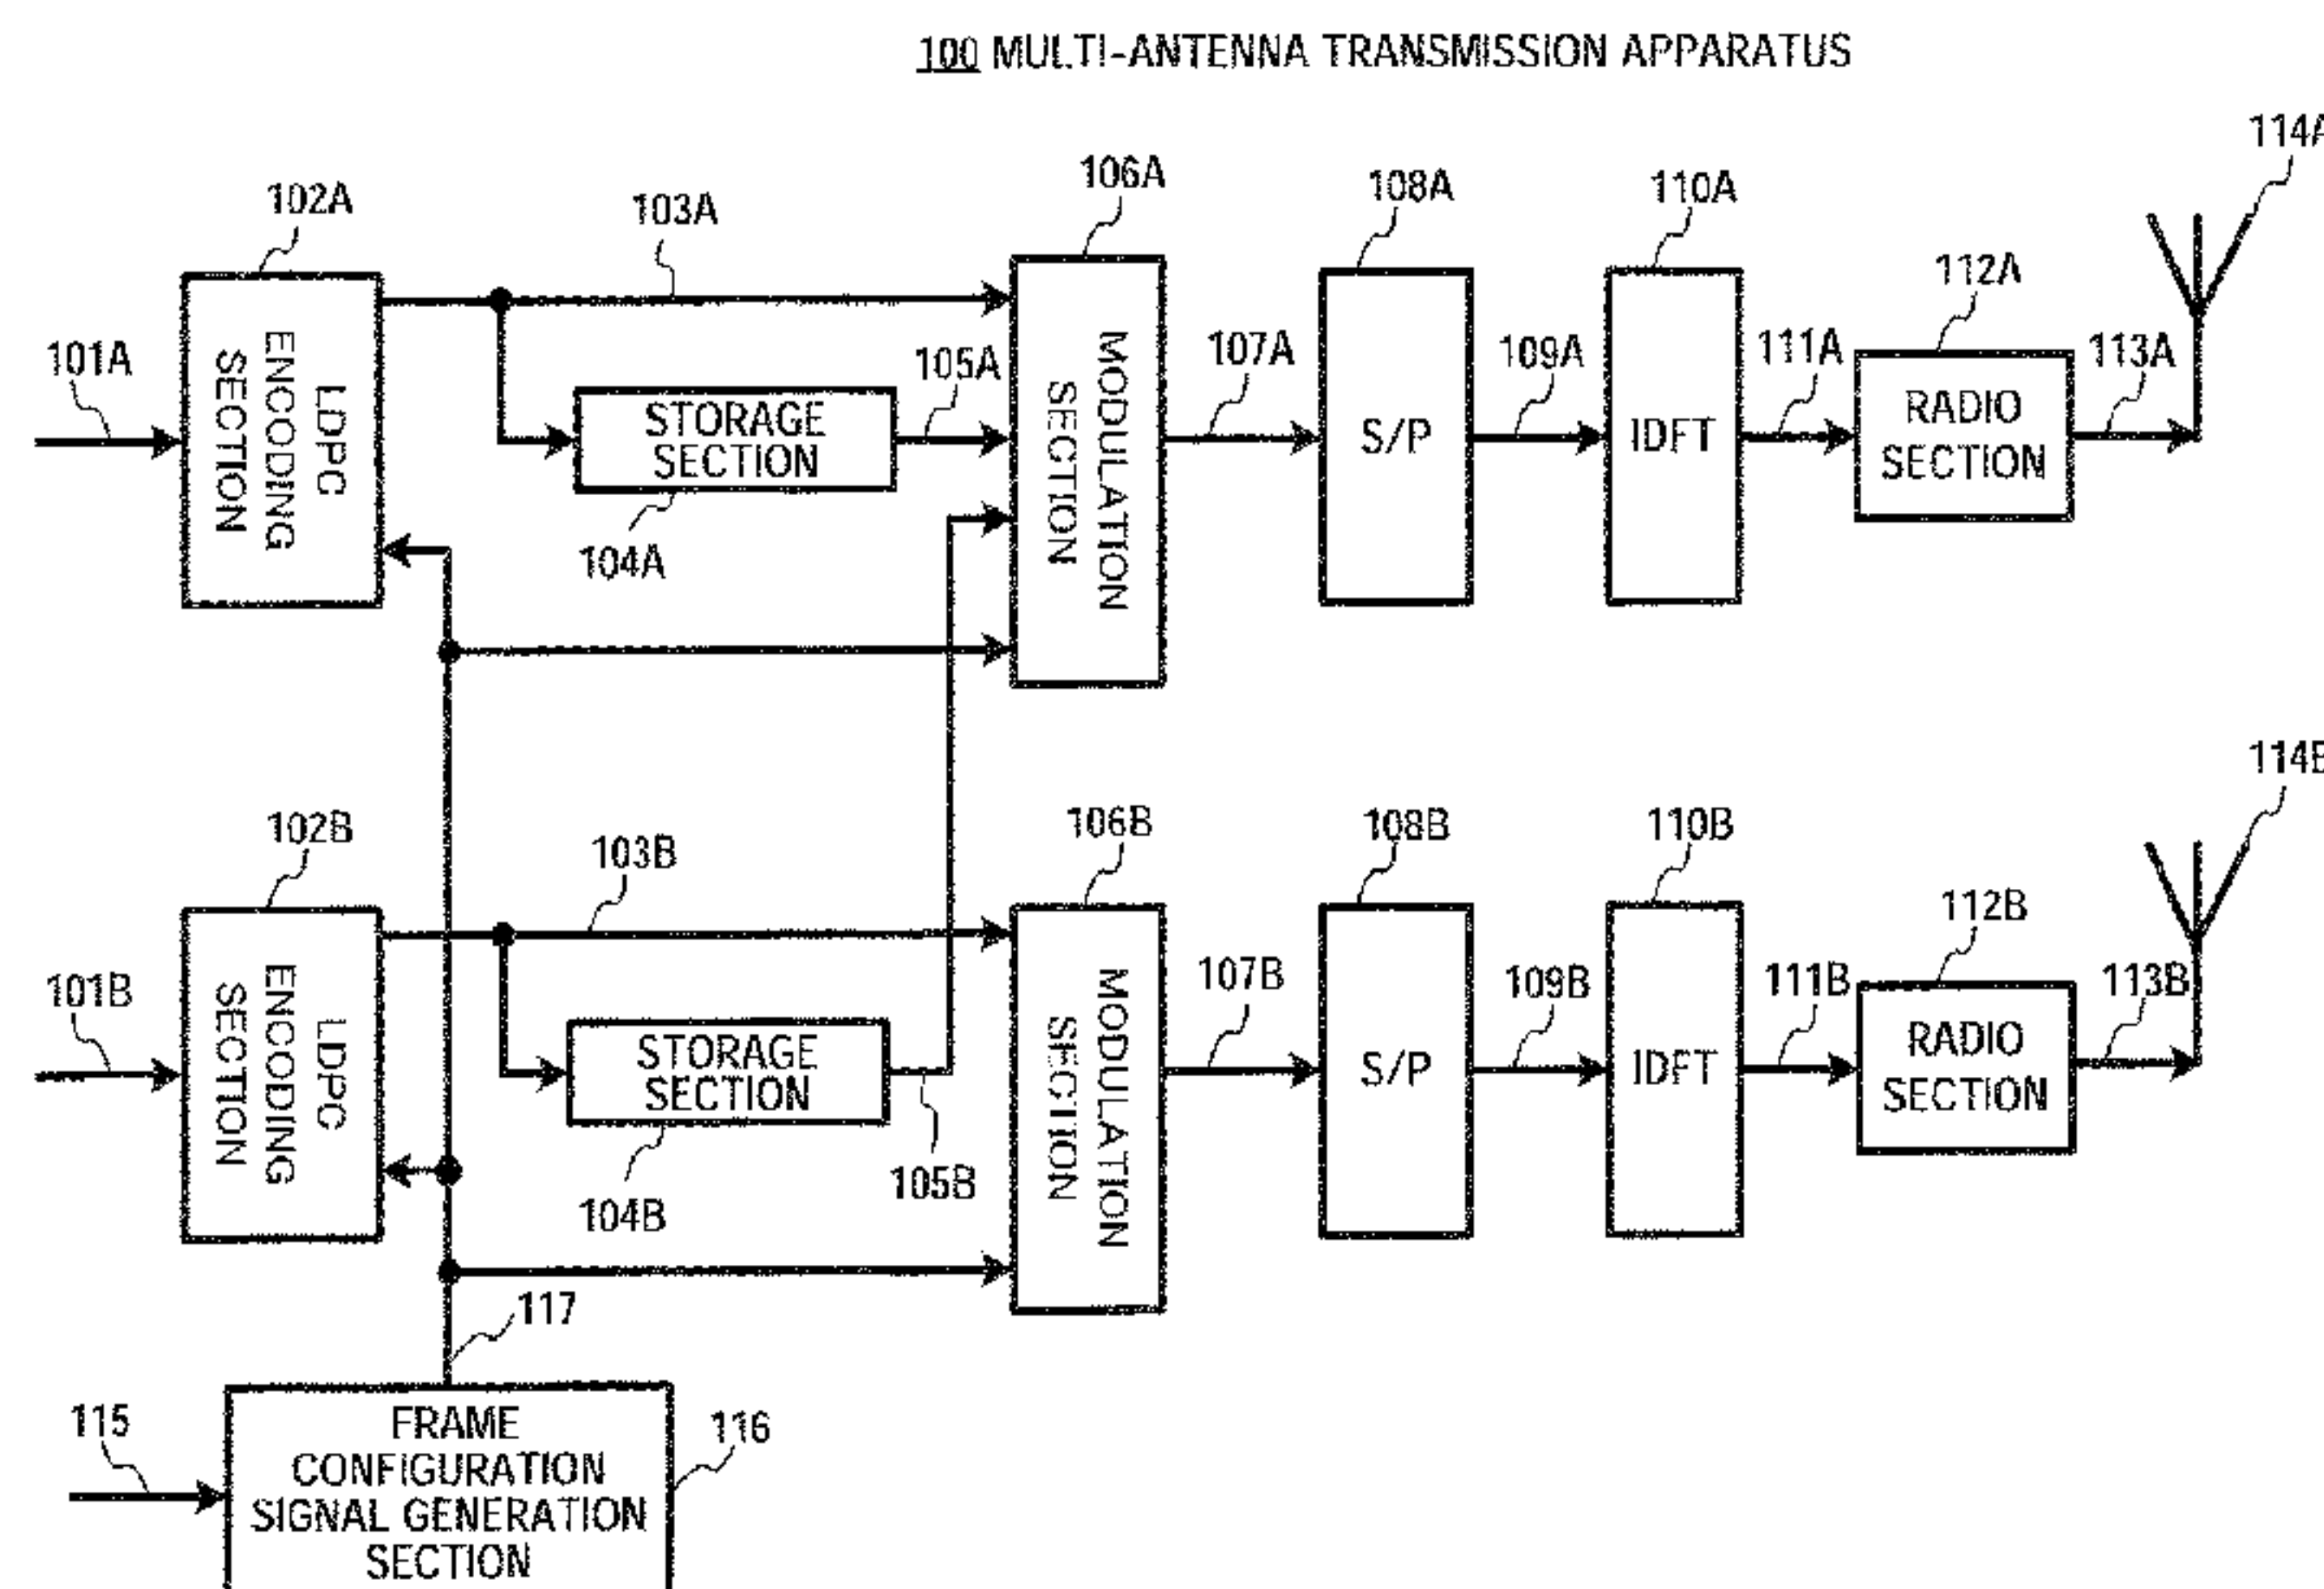 100 MULTI-ANTENNA TRANSMISSION APPARATUS
114A
106A
102A
103A
108A
110A
112A
101A
105A
107A
109A
111A
113A
LDPC
ENCODING
SECTION
STORAGE
SECTION
MODULATION
SECTION
S/P
IDFT
RADIO
SECTION
104A
114B
102B
103B
106B
108B
110B
112B
101B
107B
109B
111B
113B
LDPC
ENCODING
SECTION
STORAGE
SECTION
MODULATION
SECTION
S/P
IDFT
RADIO
SECTION
105B
104B
117
115
FRAME
CONFIGURATION
SIGNAL GENERATION
SECTION
116